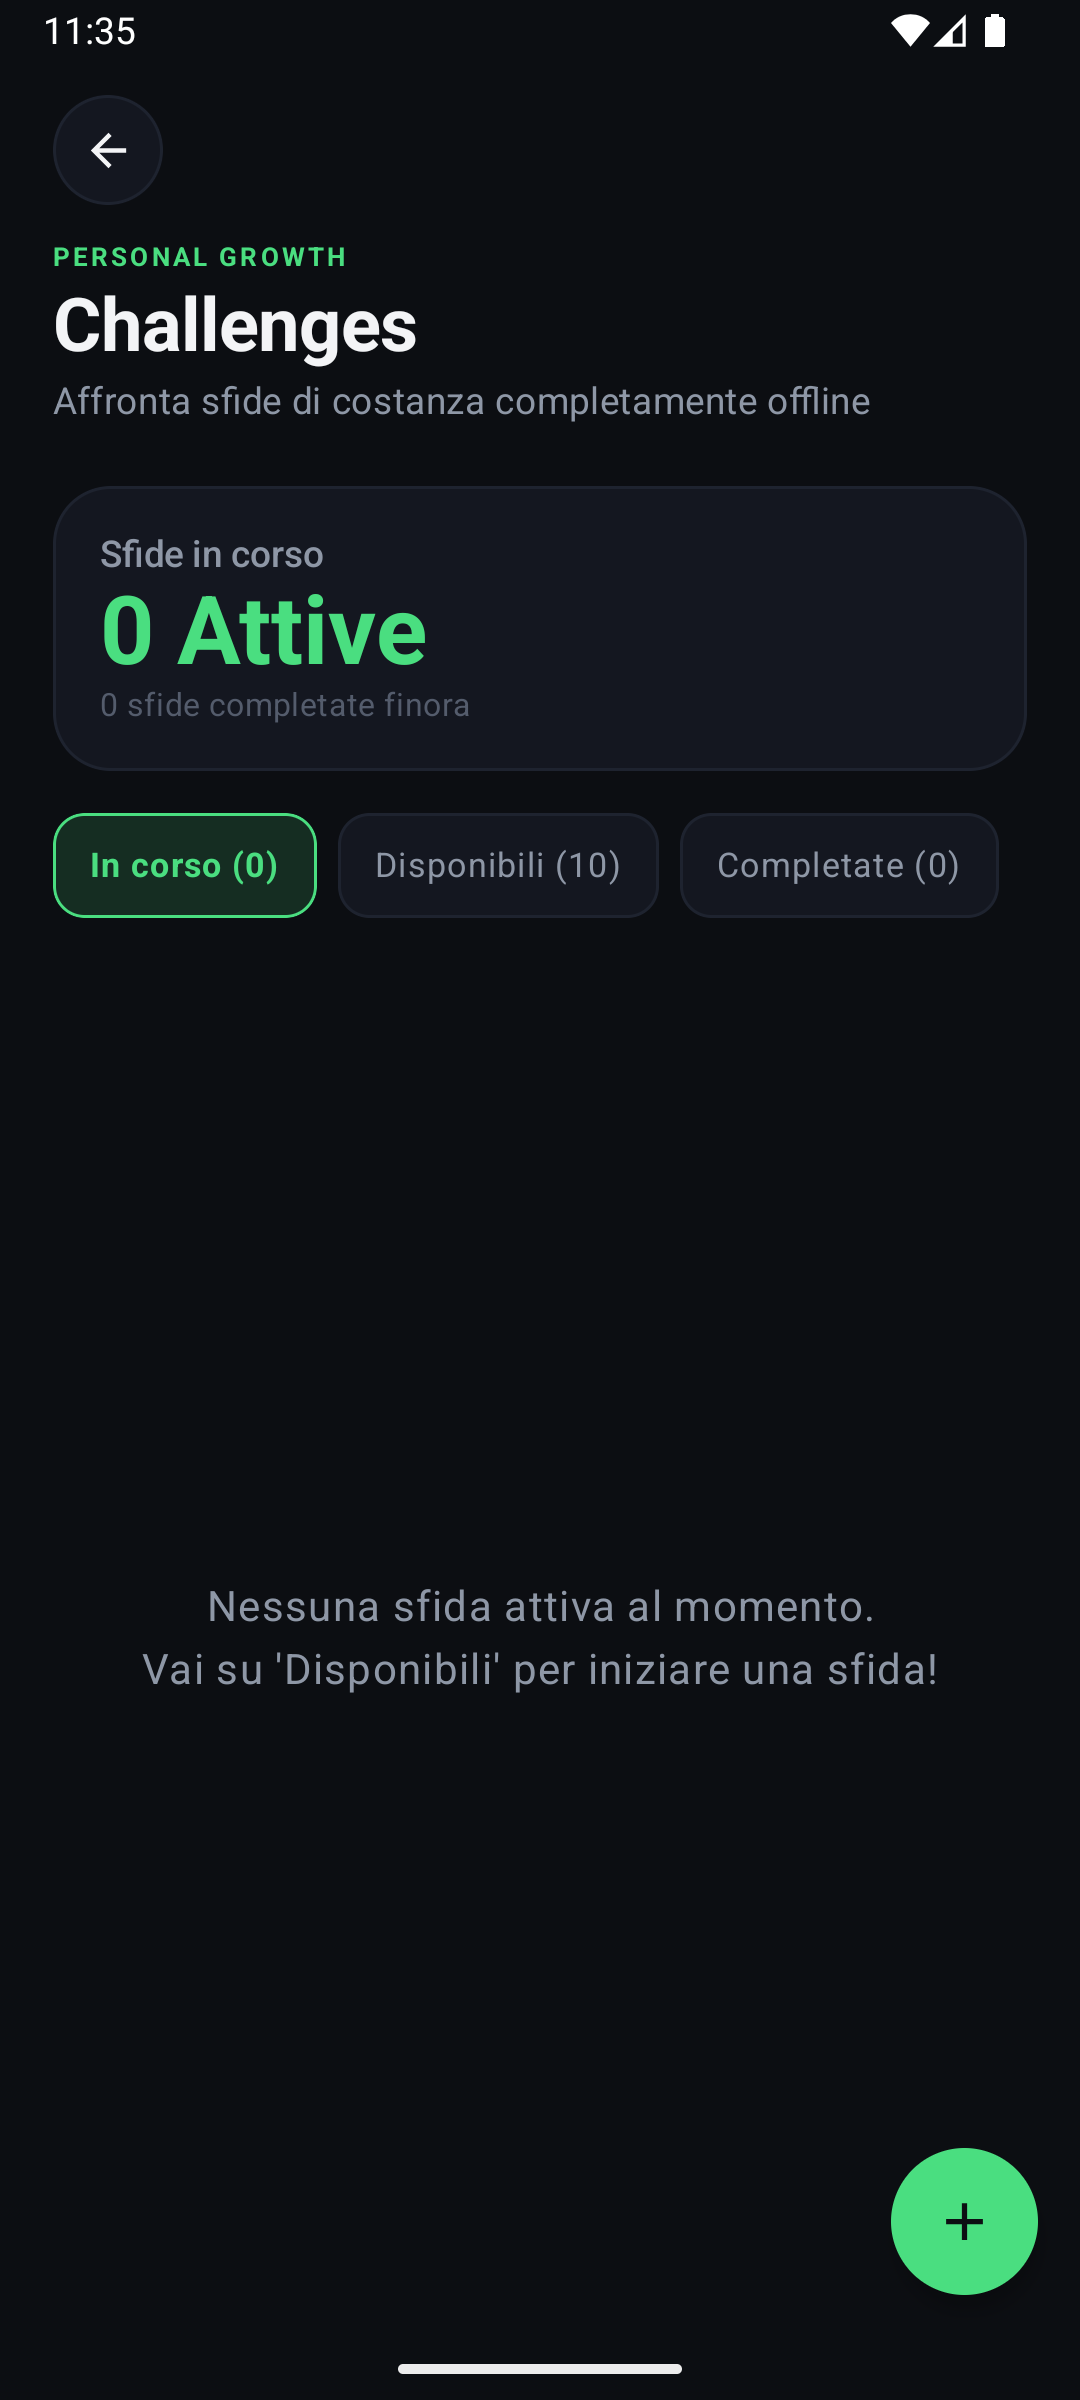 11:35
PERSONAL GROWTH
Challenges
Affronta sfide di costanza completamente offline
Sfide in corso
0 Attive
0 sfide completate finora
In corso (0)
Disponibili (10)
Completate (0)
Nessuna sfida attiva al momento.
Vai su 'Disponibili' per iniziare una sfida!